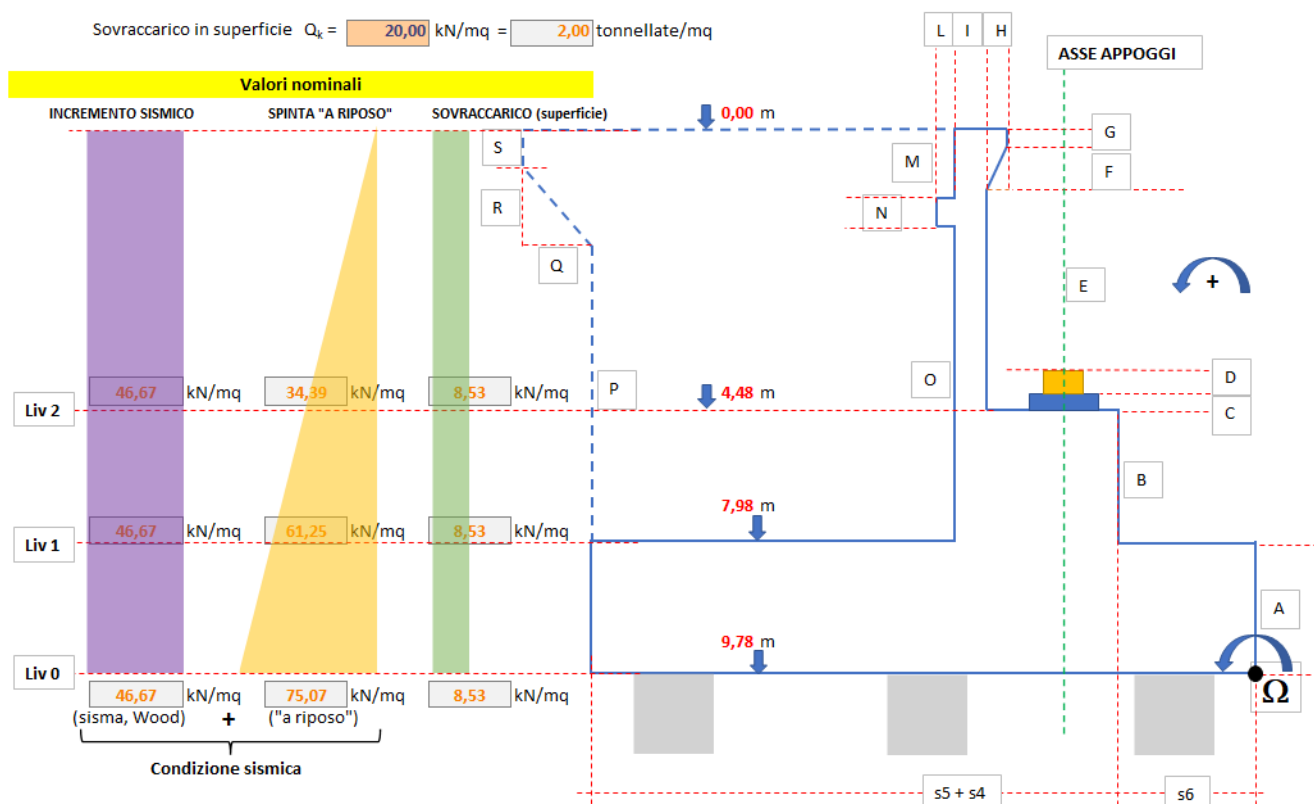 Sovraccarico in superficie Qk = 20,00 kN/mq = 2,00 tonnellate/mq
L I H
ASSE APPOGGI
Valori nominali
INCREMENTO SISMICO SPINTA "A RIPOSO" SOVRACCARICO (superficie)
0,00 m
S
G
M
F
R
N
Q
E
+
46,67 kN/mq 34,39 kN/mq 8,53 kN/mq
P
4,48 m
O
D
Liv 2
C
B
7,98 m
46,67 kN/mq 61,25 kN/mq 8,53 kN/mq
Liv 1
A
9,78 m
Liv 0
46,67 kN/mq 75,07 kN/mq 8,53 kN/mq
Ω
(sisma, Wood) + ("a riposo")
Condizione sismica
s5 + s4 s6